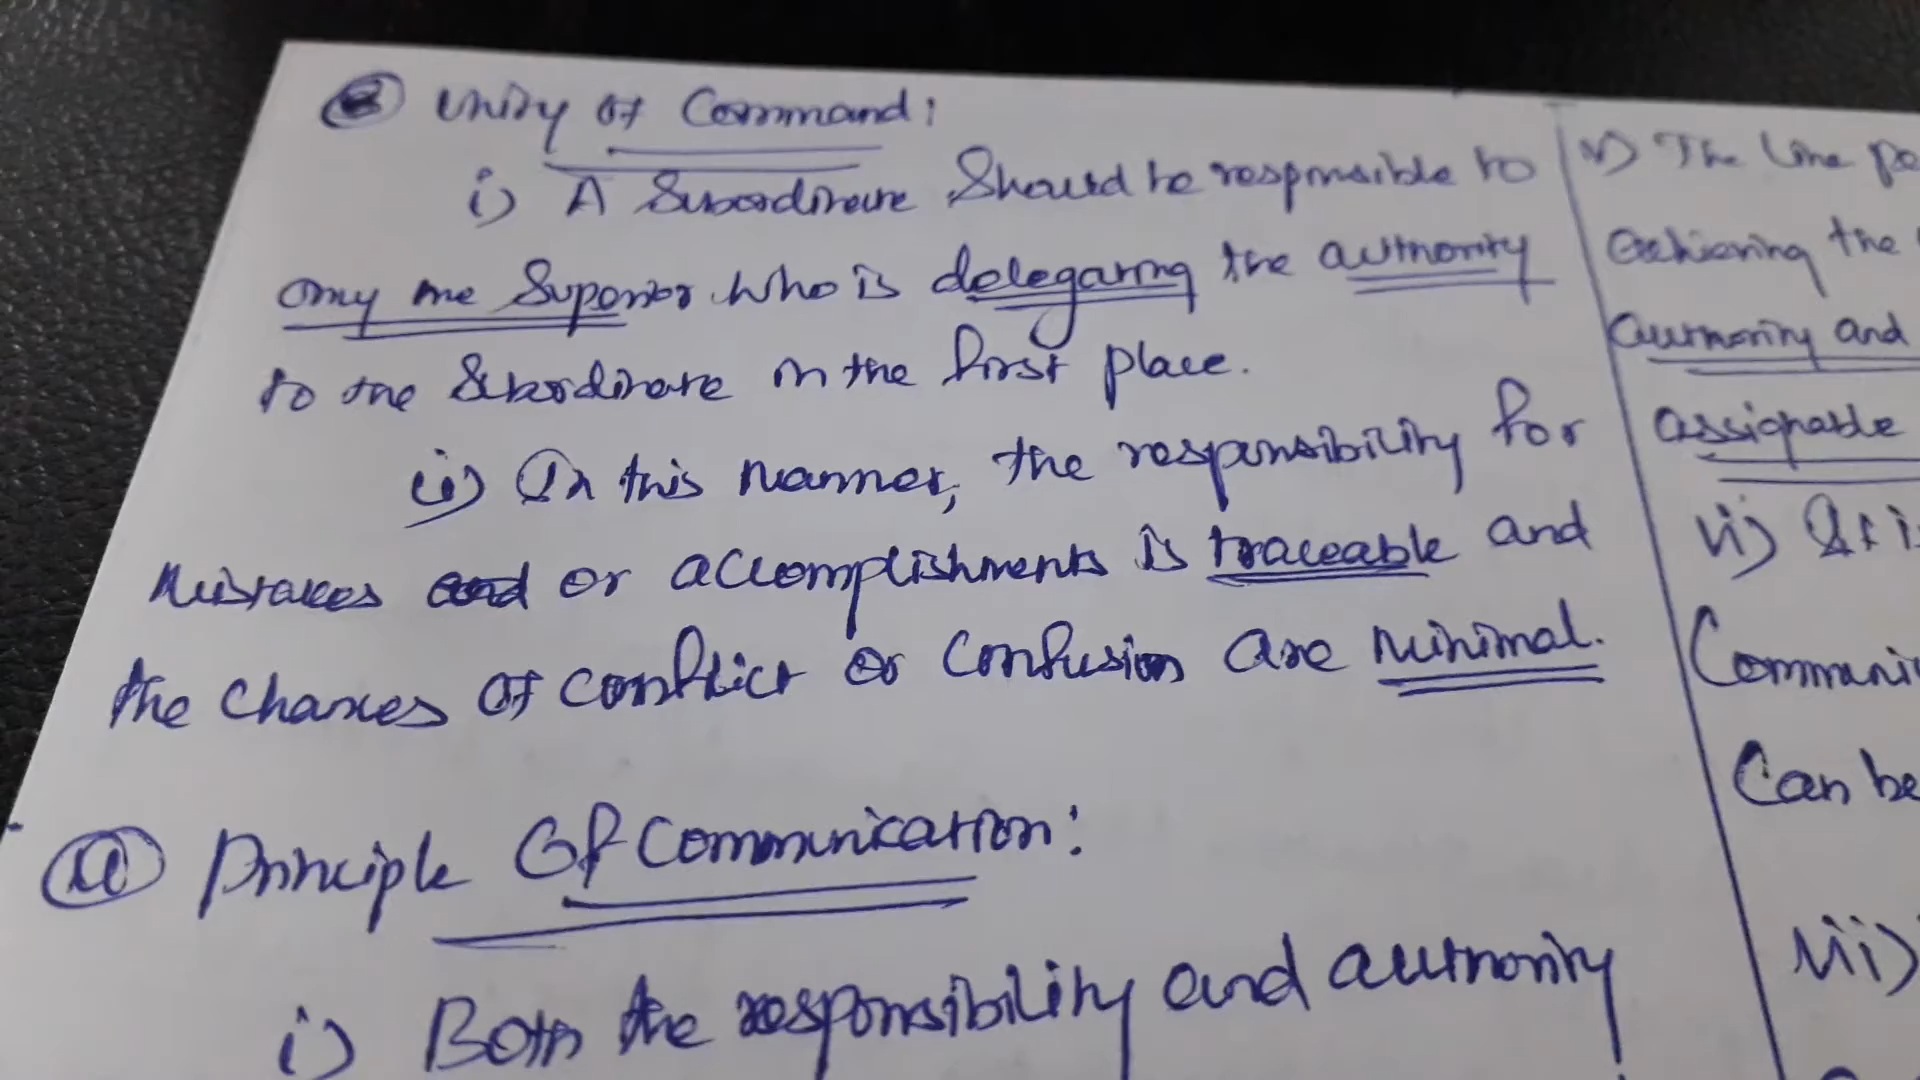 Unity of Command:
i) A Subordinate Should be responsible to
only one Superior who is delegating the authority
to the Subordinate in the first place.
ii) In this manner, the responsibility for
mistakes or accomplishments is traceable and
the chances of conflict or confusion are minimal.
Principle Of Communication:
i) Both the responsibility and authority
v) The line
achieving the
authority and
assignable
vi) It
Can be
vii)